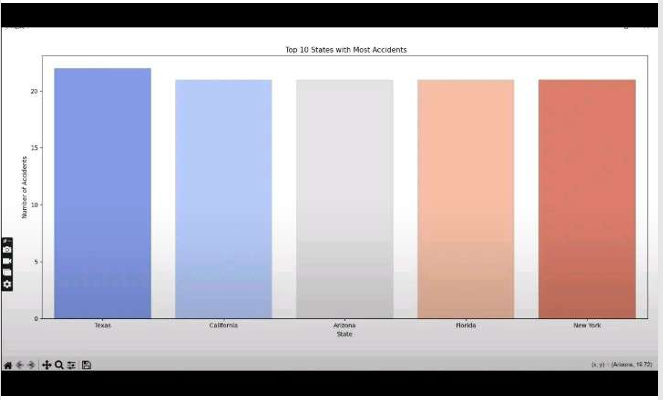 Top 10 States with Most Accidents
Number of Accidents
20
15
10
5
0
Texas California Arizona Florida New York
State
(x, y) = (Arizona, 19.72)